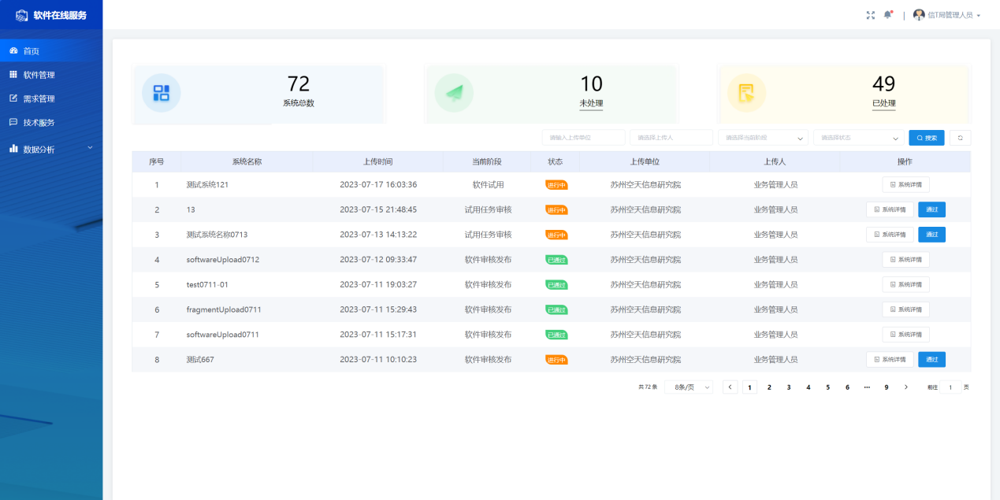 软件在线服务
信T局管理人员
首页
软件管理
需求管理
技术服务
数据分析
72
系统总数
10
未处理
49
已处理
请输入上传单位 请选择上传人 请选择当前阶段 请选择状态 搜索
序号 系统名称 上传时间 当前阶段 状态 上传单位 上传人 操作
1 测试系统121 2023-07-17 16:03:36 软件试用 进行中 苏州空天信息研究院 业务管理人员 系统详情
2 13 2023-07-15 21:48:45 试用任务审核 进行中 苏州空天信息研究院 业务管理人员 系统详情 通过
3 测试系统名称0713 2023-07-13 14:13:22 试用任务审核 进行中 苏州空天信息研究院 业务管理人员 系统详情 通过
4 softwareUpload0712 2023-07-12 09:33:47 软件审核发布 已通过 苏州空天信息研究院 业务管理人员 系统详情
5 test0711-01 2023-07-11 19:03:27 软件审核发布 已通过 苏州空天信息研究院 业务管理人员 系统详情
6 fragmentUpload0711 2023-07-11 15:29:43 软件审核发布 已通过 苏州空天信息研究院 业务管理人员 系统详情
7 softwareUpload0711 2023-07-11 15:17:31 软件审核发布 已通过 苏州空天信息研究院 业务管理人员 系统详情
8 测试667 2023-07-11 10:10:23 软件审核发布 进行中 苏州空天信息研究院 业务管理人员 系统详情 通过
共 72 条 8条/页 1 2 3 4 5 6 ··· 9 前往 1 页